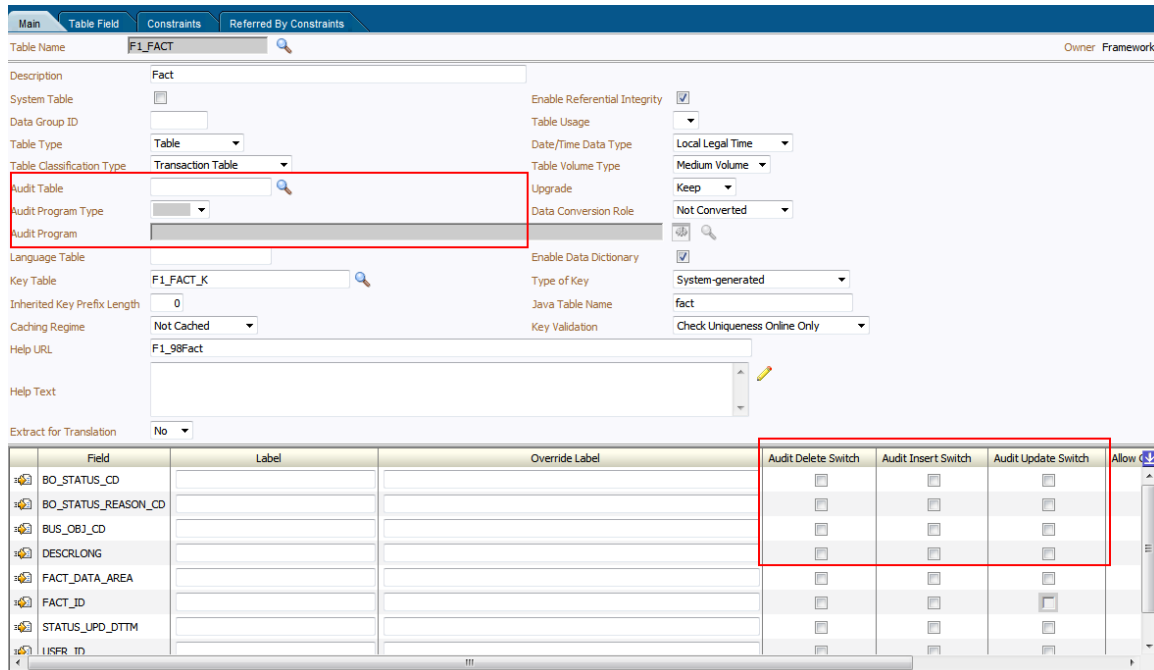 Main Table Field Constraints Referred By Constraints
Table Name F1_FACT Owner Framework
Description Fact
System Table Enable Referential Integrity
Data Group ID Table Usage
Table Type Table Date/Time Data Type Local Legal Time
Table Classification Type Transaction Table Table Volume Type Medium Volume
Audit Table Upgrade Keep
Audit Program Type Data Conversion Role Not Converted
Audit Program
Language Table Enable Data Dictionary
Key Table F1_FACT_K Type of Key System-generated
Inherited Key Prefix Length 0 Java Table Name fact
Caching Regime Not Cached Key Validation Check Uniqueness Online Only
Help URL F1_98Fact
Help Text
Extract for Translation No
Field Label Override Label Audit Delete Switch Audit Insert Switch Audit Update Switch Allow
BO_STATUS_CD
BO_STATUS_REASON_CD
BUS_OBJ_CD
DESCRLONG
FACT_DATA_AREA
FACT_ID
STATUS_UPD_DTTM
USER_ID